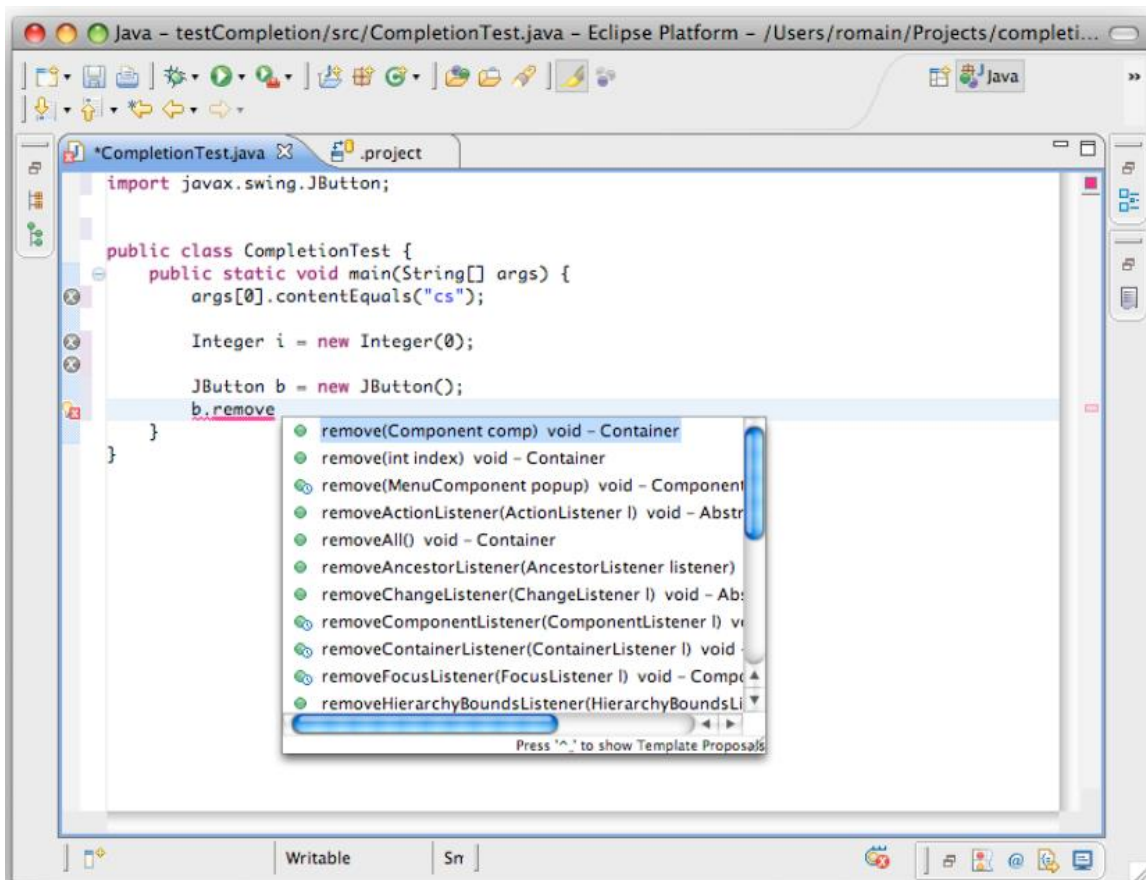 Java – testCompletion/src/CompletionTest.java – Eclipse Platform – /Users/romain/Projects/completi...
Java
»
*CompletionTest.java
.project
import javax.swing.JButton;
public class CompletionTest {
public static void main(String[] args) {
args[0].contentEquals("cs");
Integer i = new Integer(0);
JButton b = new JButton();
b.remove
}
}
remove(Component comp) void – Container
remove(int index) void – Container
remove(MenuComponent popup) void – Component
removeActionListener(ActionListener l) void – Abstr
removeAll() void – Container
removeAncestorListener(AncestorListener listener)
removeChangeListener(ChangeListener l) void – Abs
removeComponentListener(ComponentListener l) v
removeContainerListener(ContainerListener l) void –
removeFocusListener(FocusListener l) void – Compo
removeHierarchyBoundsListener(HierarchyBoundsLi
Press '^_' to show Template Proposals
Writable
Sm